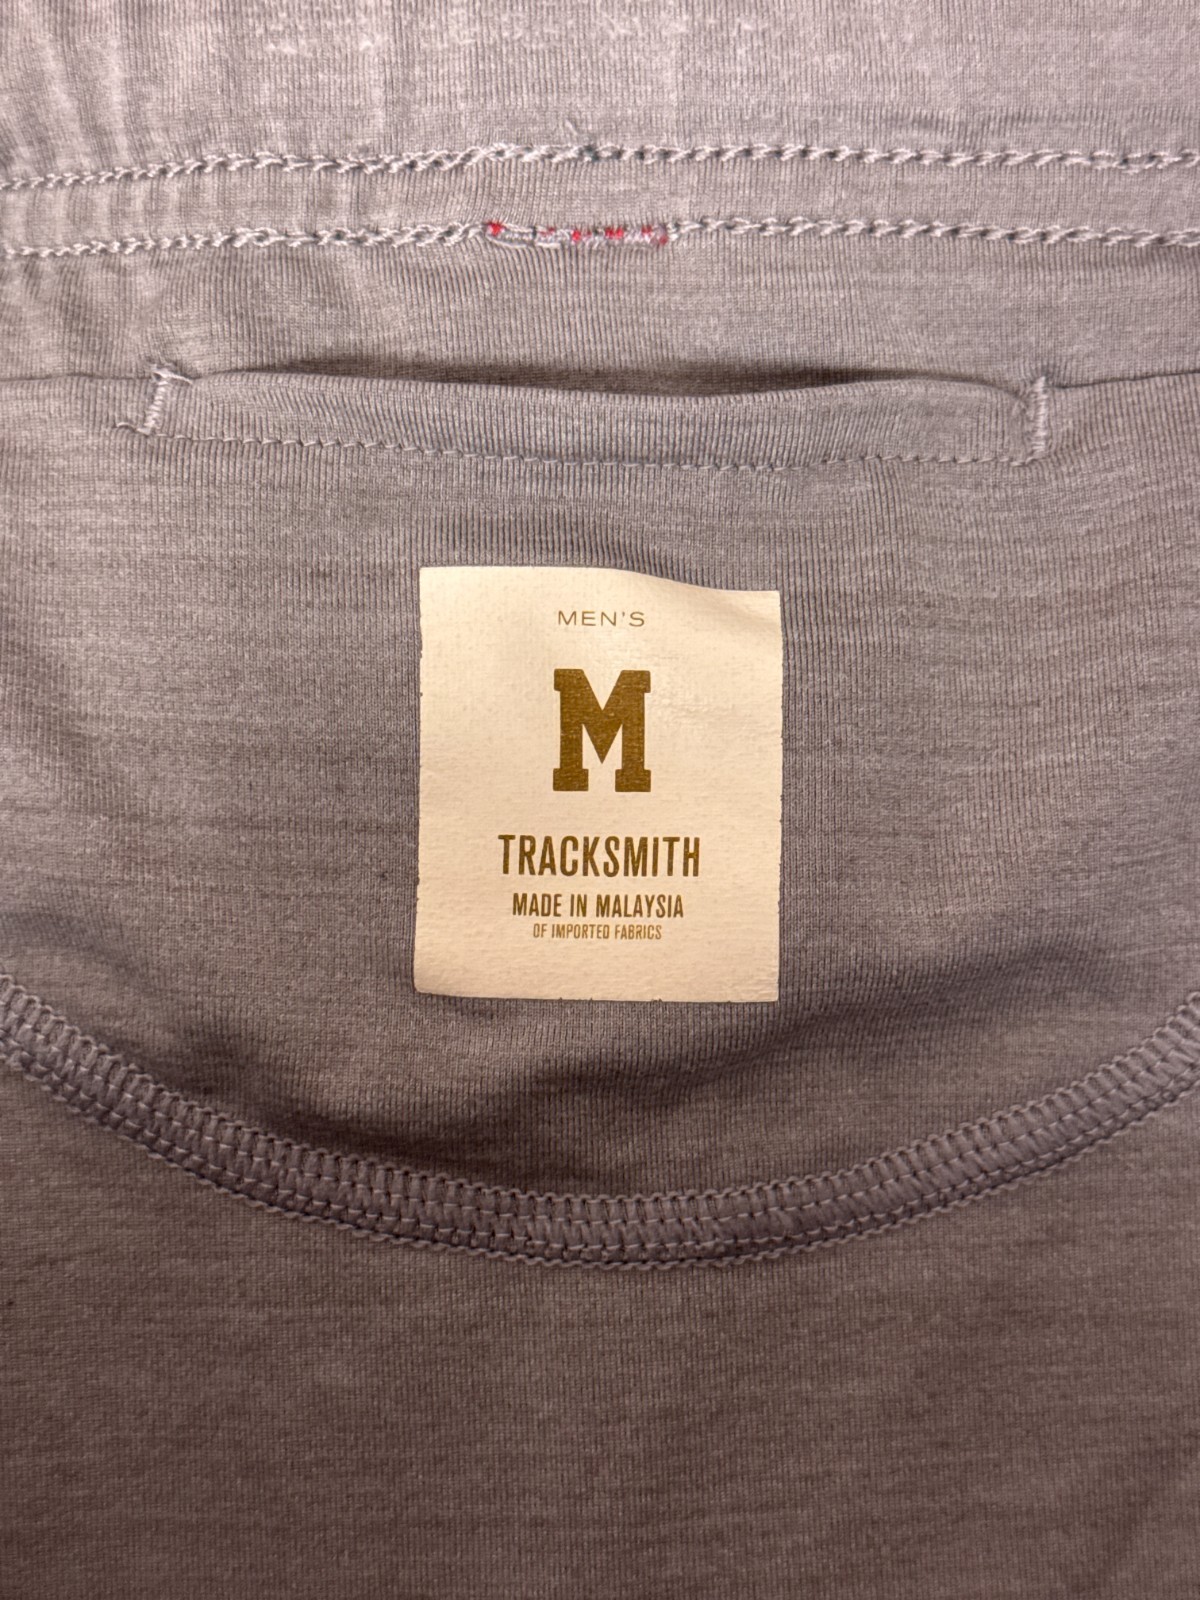 MEN'S
M
TRACKSMITH
MADE IN MALAYSIA
OF IMPORTED FABRICS